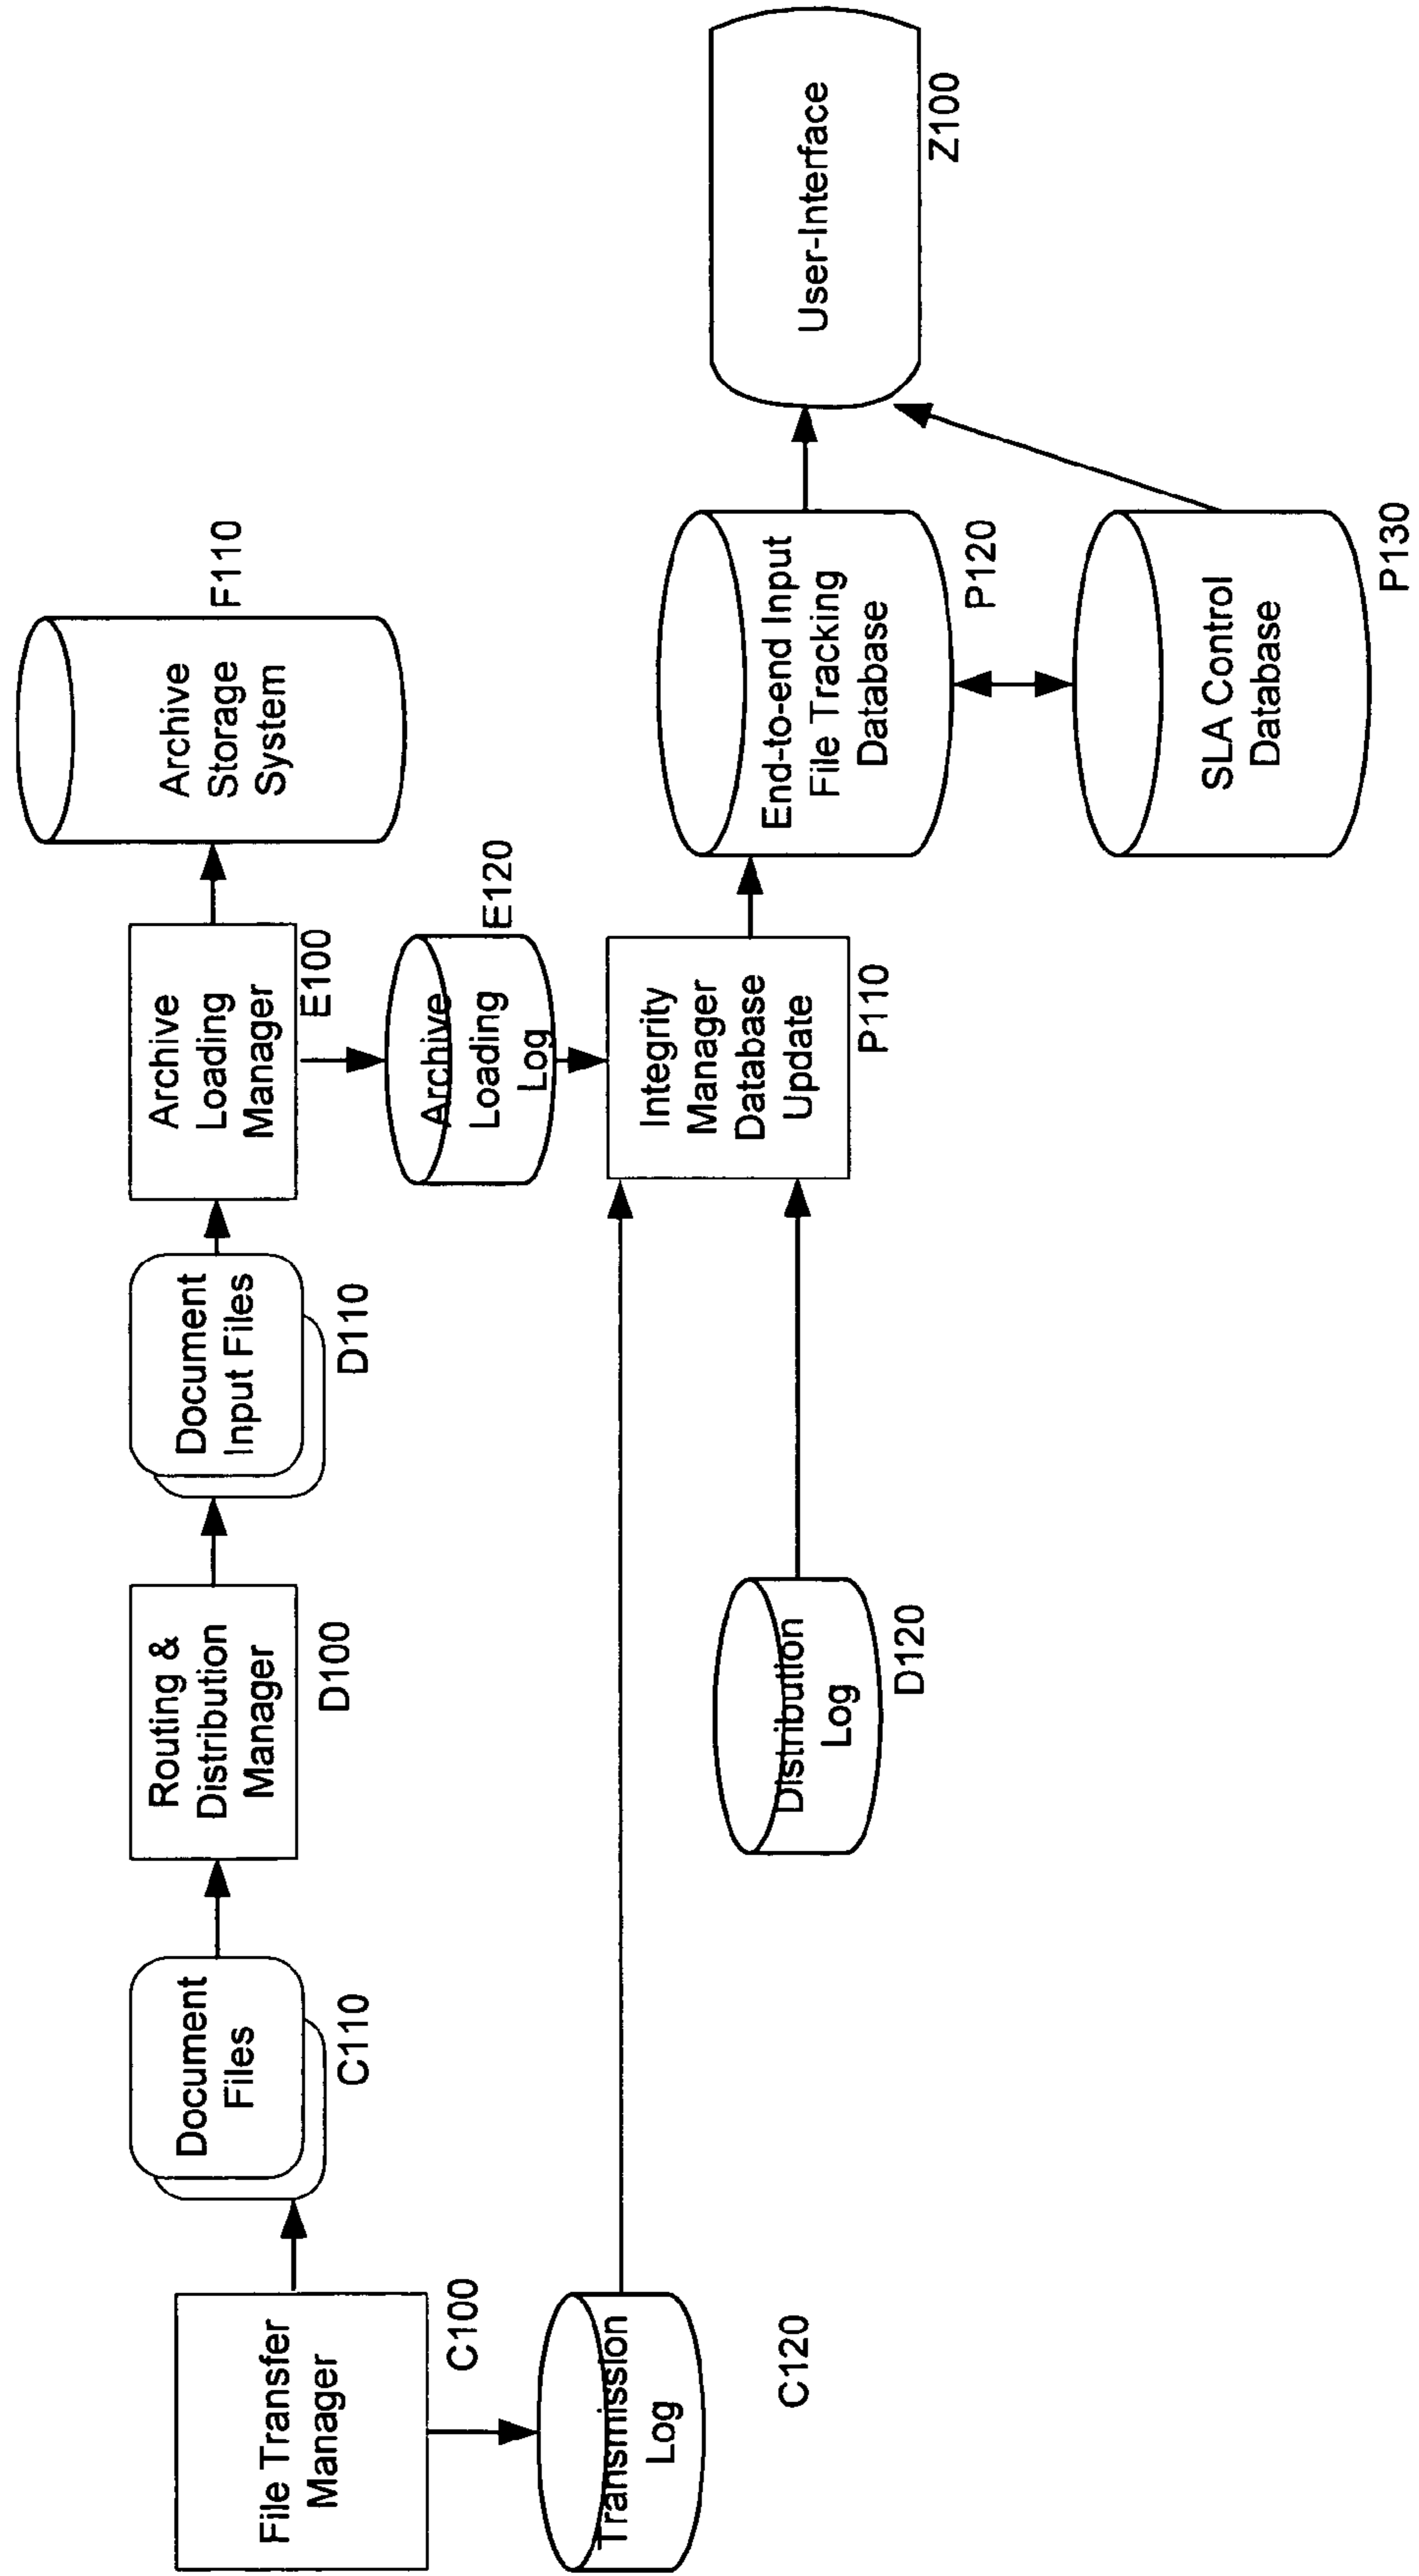 File Transfer
Manager
C100
Document
Files
C110
Routing &
Distribution
Manager
D100
Document
Input Files
D110
Archive
Loading
Manager
E100
Archive
Storage
System
F110
Transmission
Log
C120
Distribution
Log
D120
Archive
Loading
Log
E120
Integrity
Manager
Database
Update
P110
End-to-end Input
File Tracking
Database
P120
SLA Control
Database
P130
User-Interface
Z100